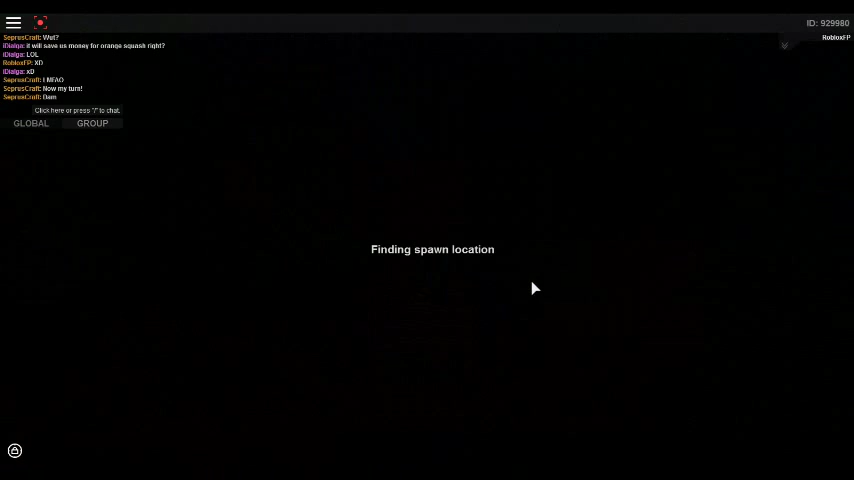 ID: 929980
RobloxFP
SeprusCraft: Wut?
iDialga: it will save us money for orange squash right?
iDialga: LOL
RobloxFP: XD
iDialga: xD
SeprusCraft: LMFAO
SeprusCraft: Now my turn!
SeprusCraft: Dam
Click here or press "/" to chat.
GLOBAL GROUP
Finding spawn location